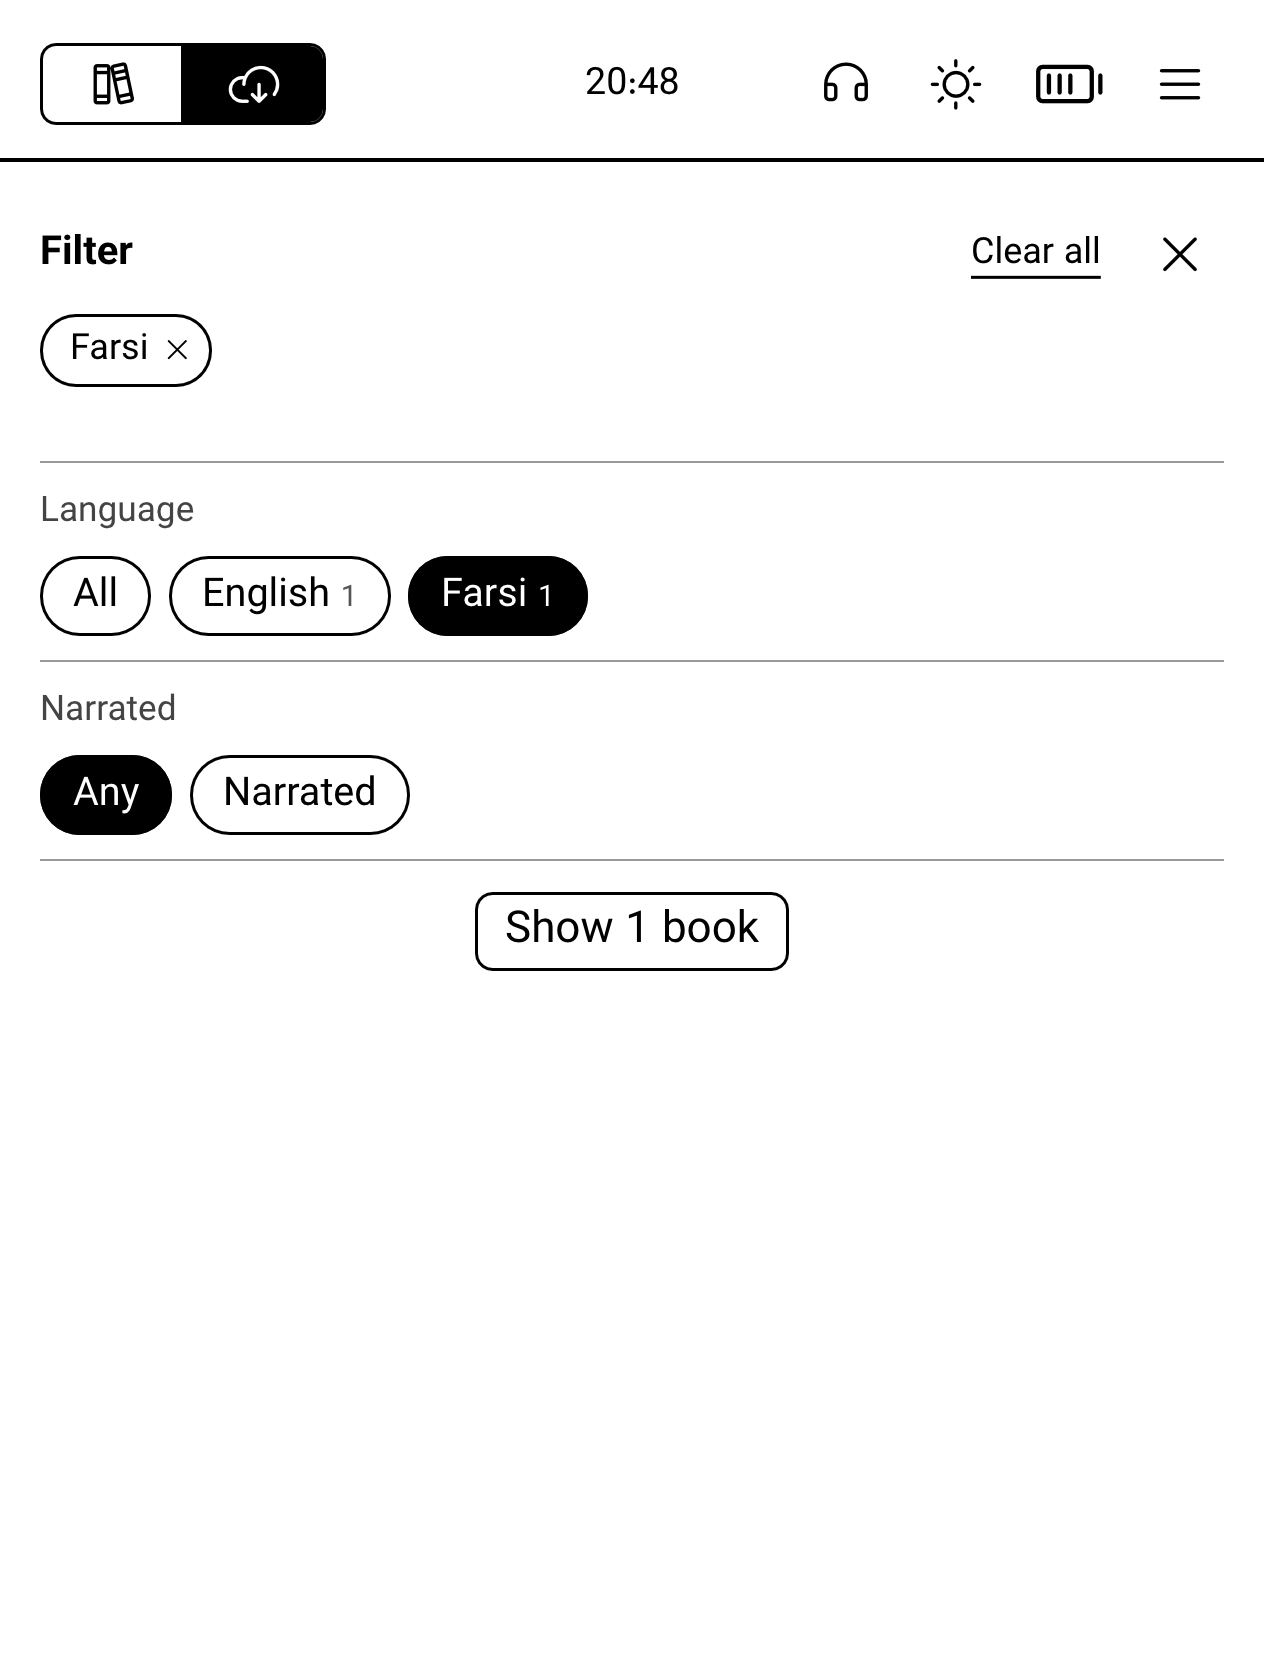 20:48
Filter
Clear all
Farsi
Language
All English 1 Farsi 1
Narrated
Any Narrated
Show 1 book